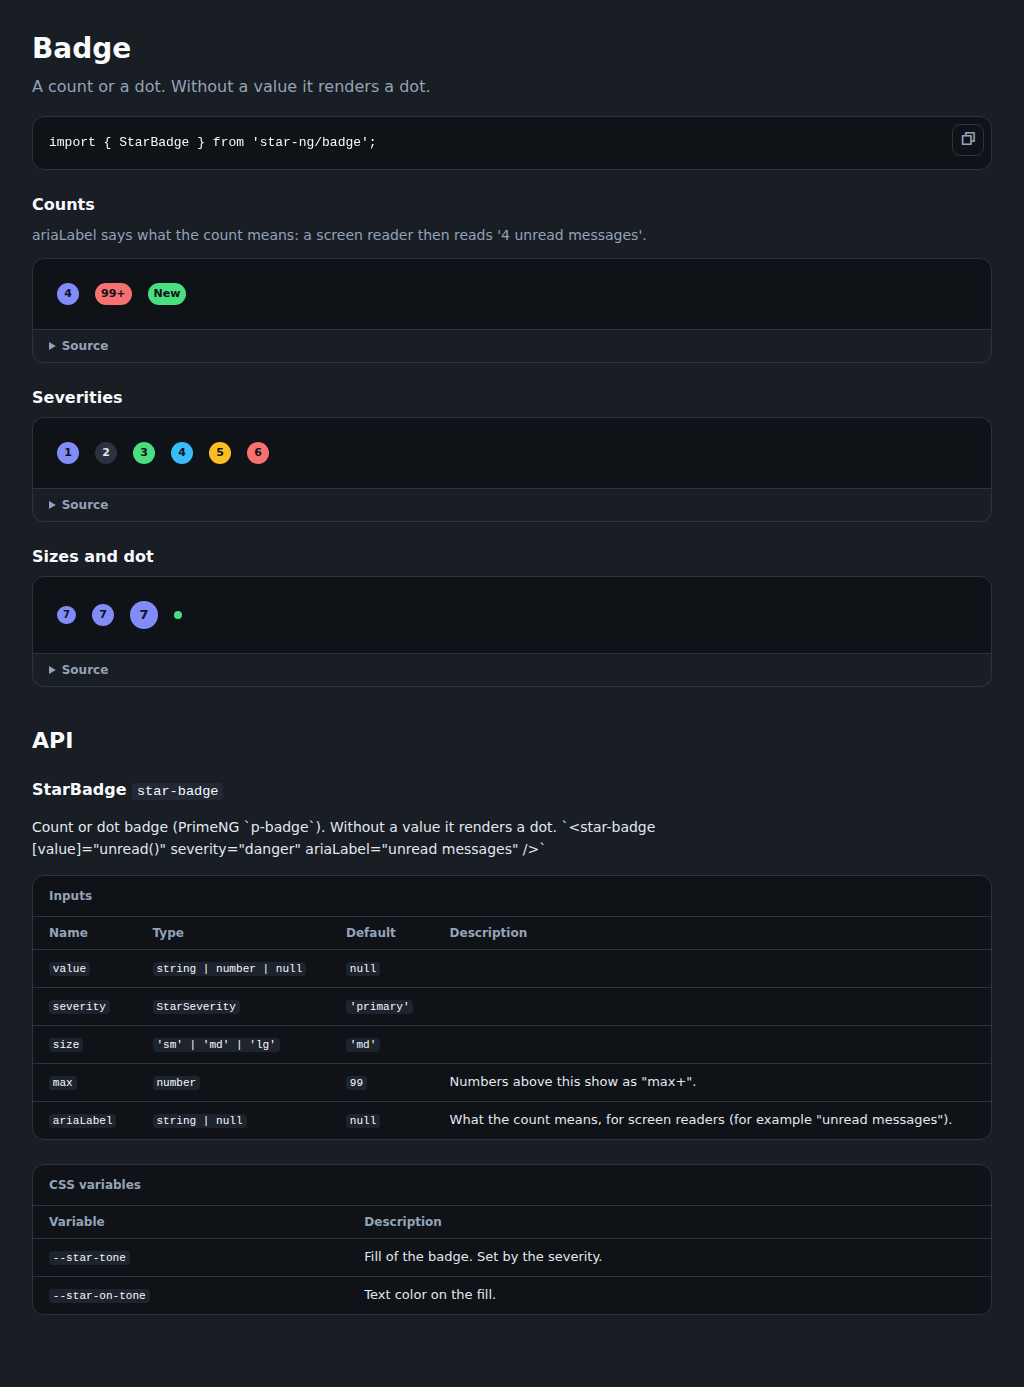 Badge
A count or a dot. Without a value it renders a dot.
import { StarBadge } from 'star-ng/badge';
Counts
ariaLabel says what the count means: a screen reader then reads '4 unread messages'.
4 99+ New
Source
Severities
1 2 3 4 5 6
Source
Sizes and dot
7 7 7
Source
API
StarBadge star-badge
Count or dot badge (PrimeNG `p-badge`). Without a value it renders a dot. `<star-badge
[value]="unread()" severity="danger" ariaLabel="unread messages" />`
Inputs
Name Type Default Description
value string | number | null null
severity StarSeverity 'primary'
size 'sm' | 'md' | 'lg' 'md'
max number 99 Numbers above this show as "max+".
ariaLabel string | null null What the count means, for screen readers (for example "unread messages").
CSS variables
Variable Description
--star-tone Fill of the badge. Set by the severity.
--star-on-tone Text color on the fill.